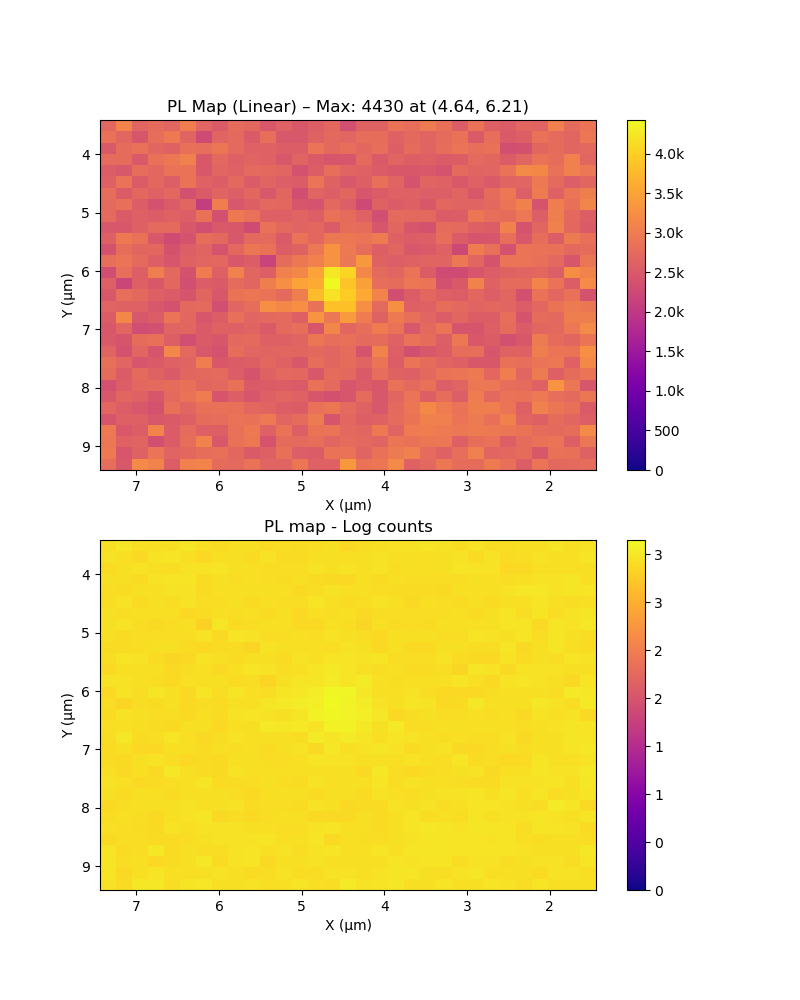 PL Map (Linear) – Max: 4430 at (4.64, 6.21)
4
5
6
7
8
9
Y (µm)
7 6 5 4 3 2
X (µm)
4.0k
3.5k
3.0k
2.5k
2.0k
1.5k
1.0k
500
0
PL map - Log counts
4
5
6
7
8
9
Y (µm)
7 6 5 4 3 2
X (µm)
3
3
2
2
1
1
0
0